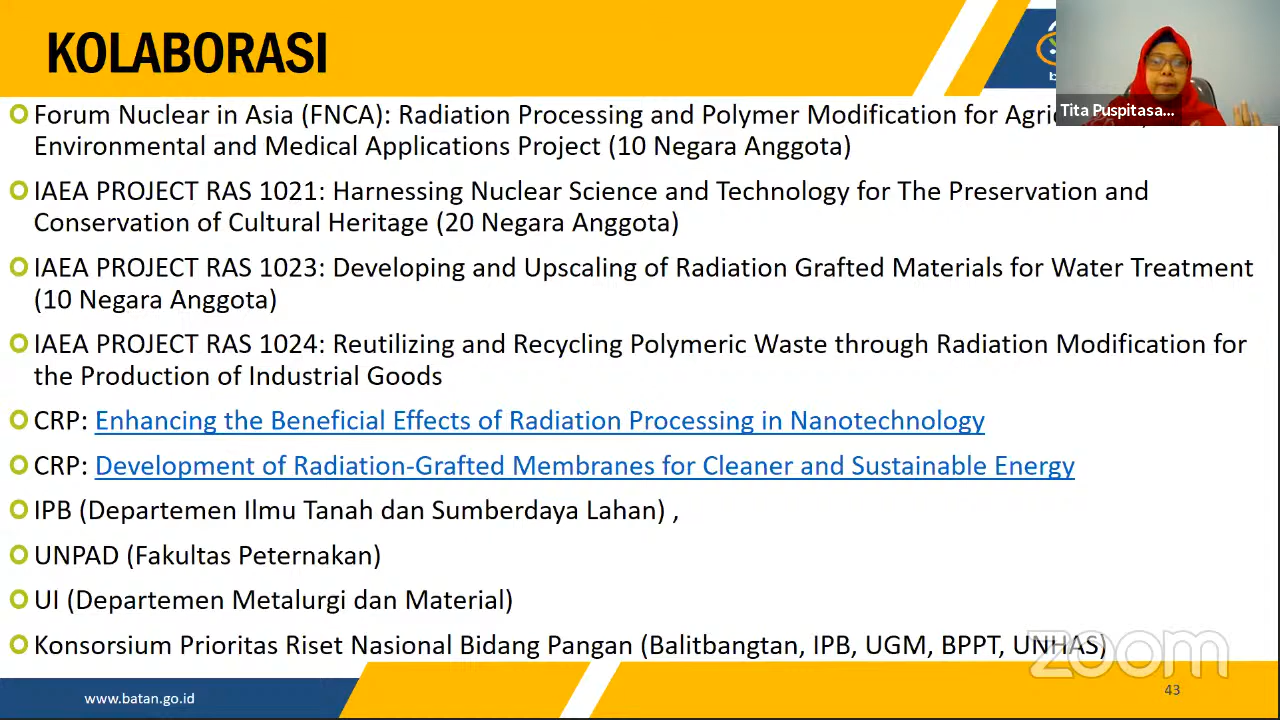 KOLABORASI
Tita Puspitasa...
Forum Nuclear in Asia (FNCA): Radiation Processing and Polymer Modification for
Environmental and Medical Applications Project (10 Negara Anggota)
IAEA PROJECT RAS 1021: Harnessing Nuclear Science and Technology for The Preservation and
Conservation of Cultural Heritage (20 Negara Anggota)
IAEA PROJECT RAS 1023: Developing and Upscaling of Radiation Grafted Materials for Water Treatment
(10 Negara Anggota)
IAEA PROJECT RAS 1024: Reutilizing and Recycling Polymeric Waste through Radiation Modification for
the Production of Industrial Goods
CRP: Enhancing the Beneficial Effects of Radiation Processing in Nanotechnology
CRP: Development of Radiation-Grafted Membranes for Cleaner and Sustainable Energy
IPB (Departemen Ilmu Tanah dan Sumberdaya Lahan) ,
UNPAD (Fakultas Peternakan)
UI (Departemen Metalurgi dan Material)
Konsorsium Prioritas Riset Nasional Bidang Pangan (Balitbangtan, IPB, UGM, BPPT, UNHAS)
zoom
www.batan.go.id
43